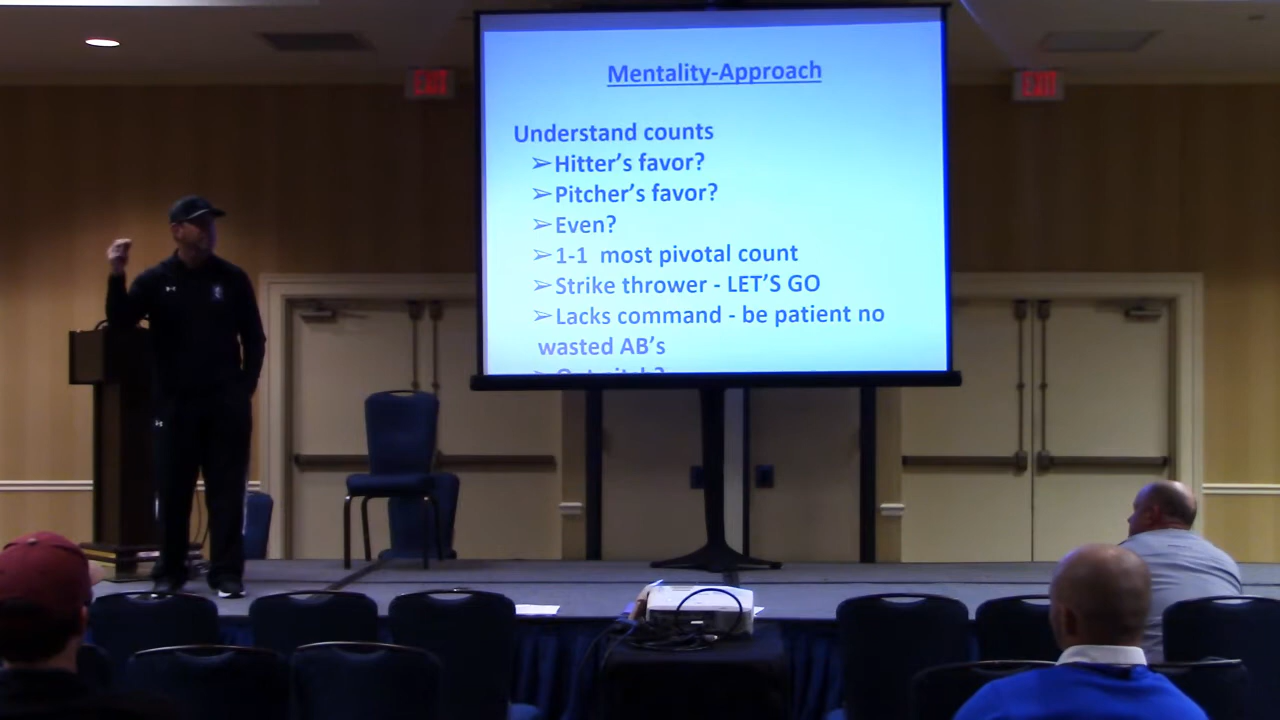 EXIT
EXIT
Mentality-Approach
Understand counts
➢Hitter's favor?
➢Pitcher's favor?
➢Even?
➢1-1 most pivotal count
➢Strike thrower - LET'S GO
➢Lacks command - be patient no
wasted AB's